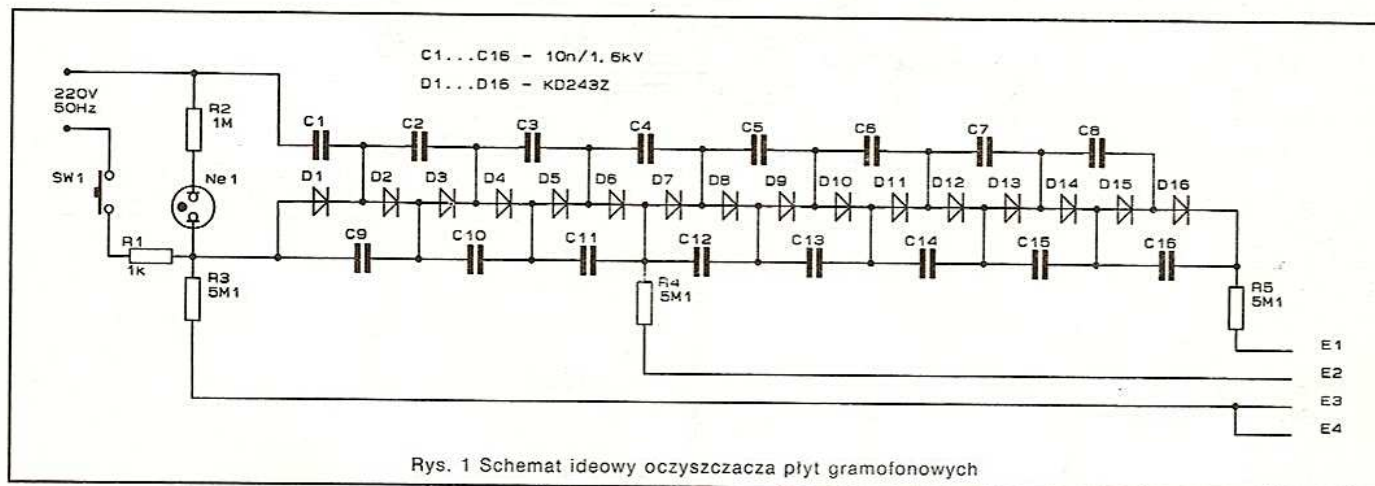 C1...C16 - 10n/1,6kV
D1...D16 - KD243Z
220V
50Hz
R2
1M
SW1
Ne1
R1
1k
R3
5M1
C1 C2 C3 C4 C5 C6 C7 C8
D1 D2 D3 D4 D5 D6 D7 D8 D9 D10 D11 D12 D13 D14 D15 D16
C9 C10 C11 C12 C13 C14 C15 C16
R4
5M1
R5
5M1
E1
E2
E3
E4
Rys. 1 Schemat ideowy oczyszczacza płyt gramofonowych